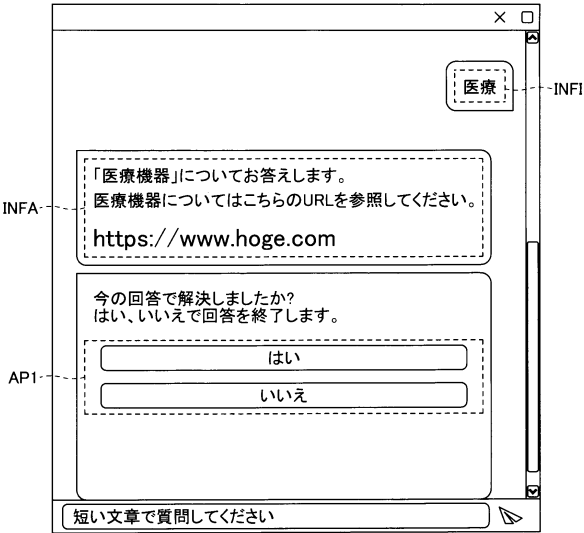 医療
INFI
「医療機器」についてお答えします。
INFA
医療機器についてはこちらのURLを参照してください。
https://www.hoge.com
今の回答で解決しましたか?
はい、いいえで回答を終了します。
はい
AP1
いいえ
短い文章で質問してください